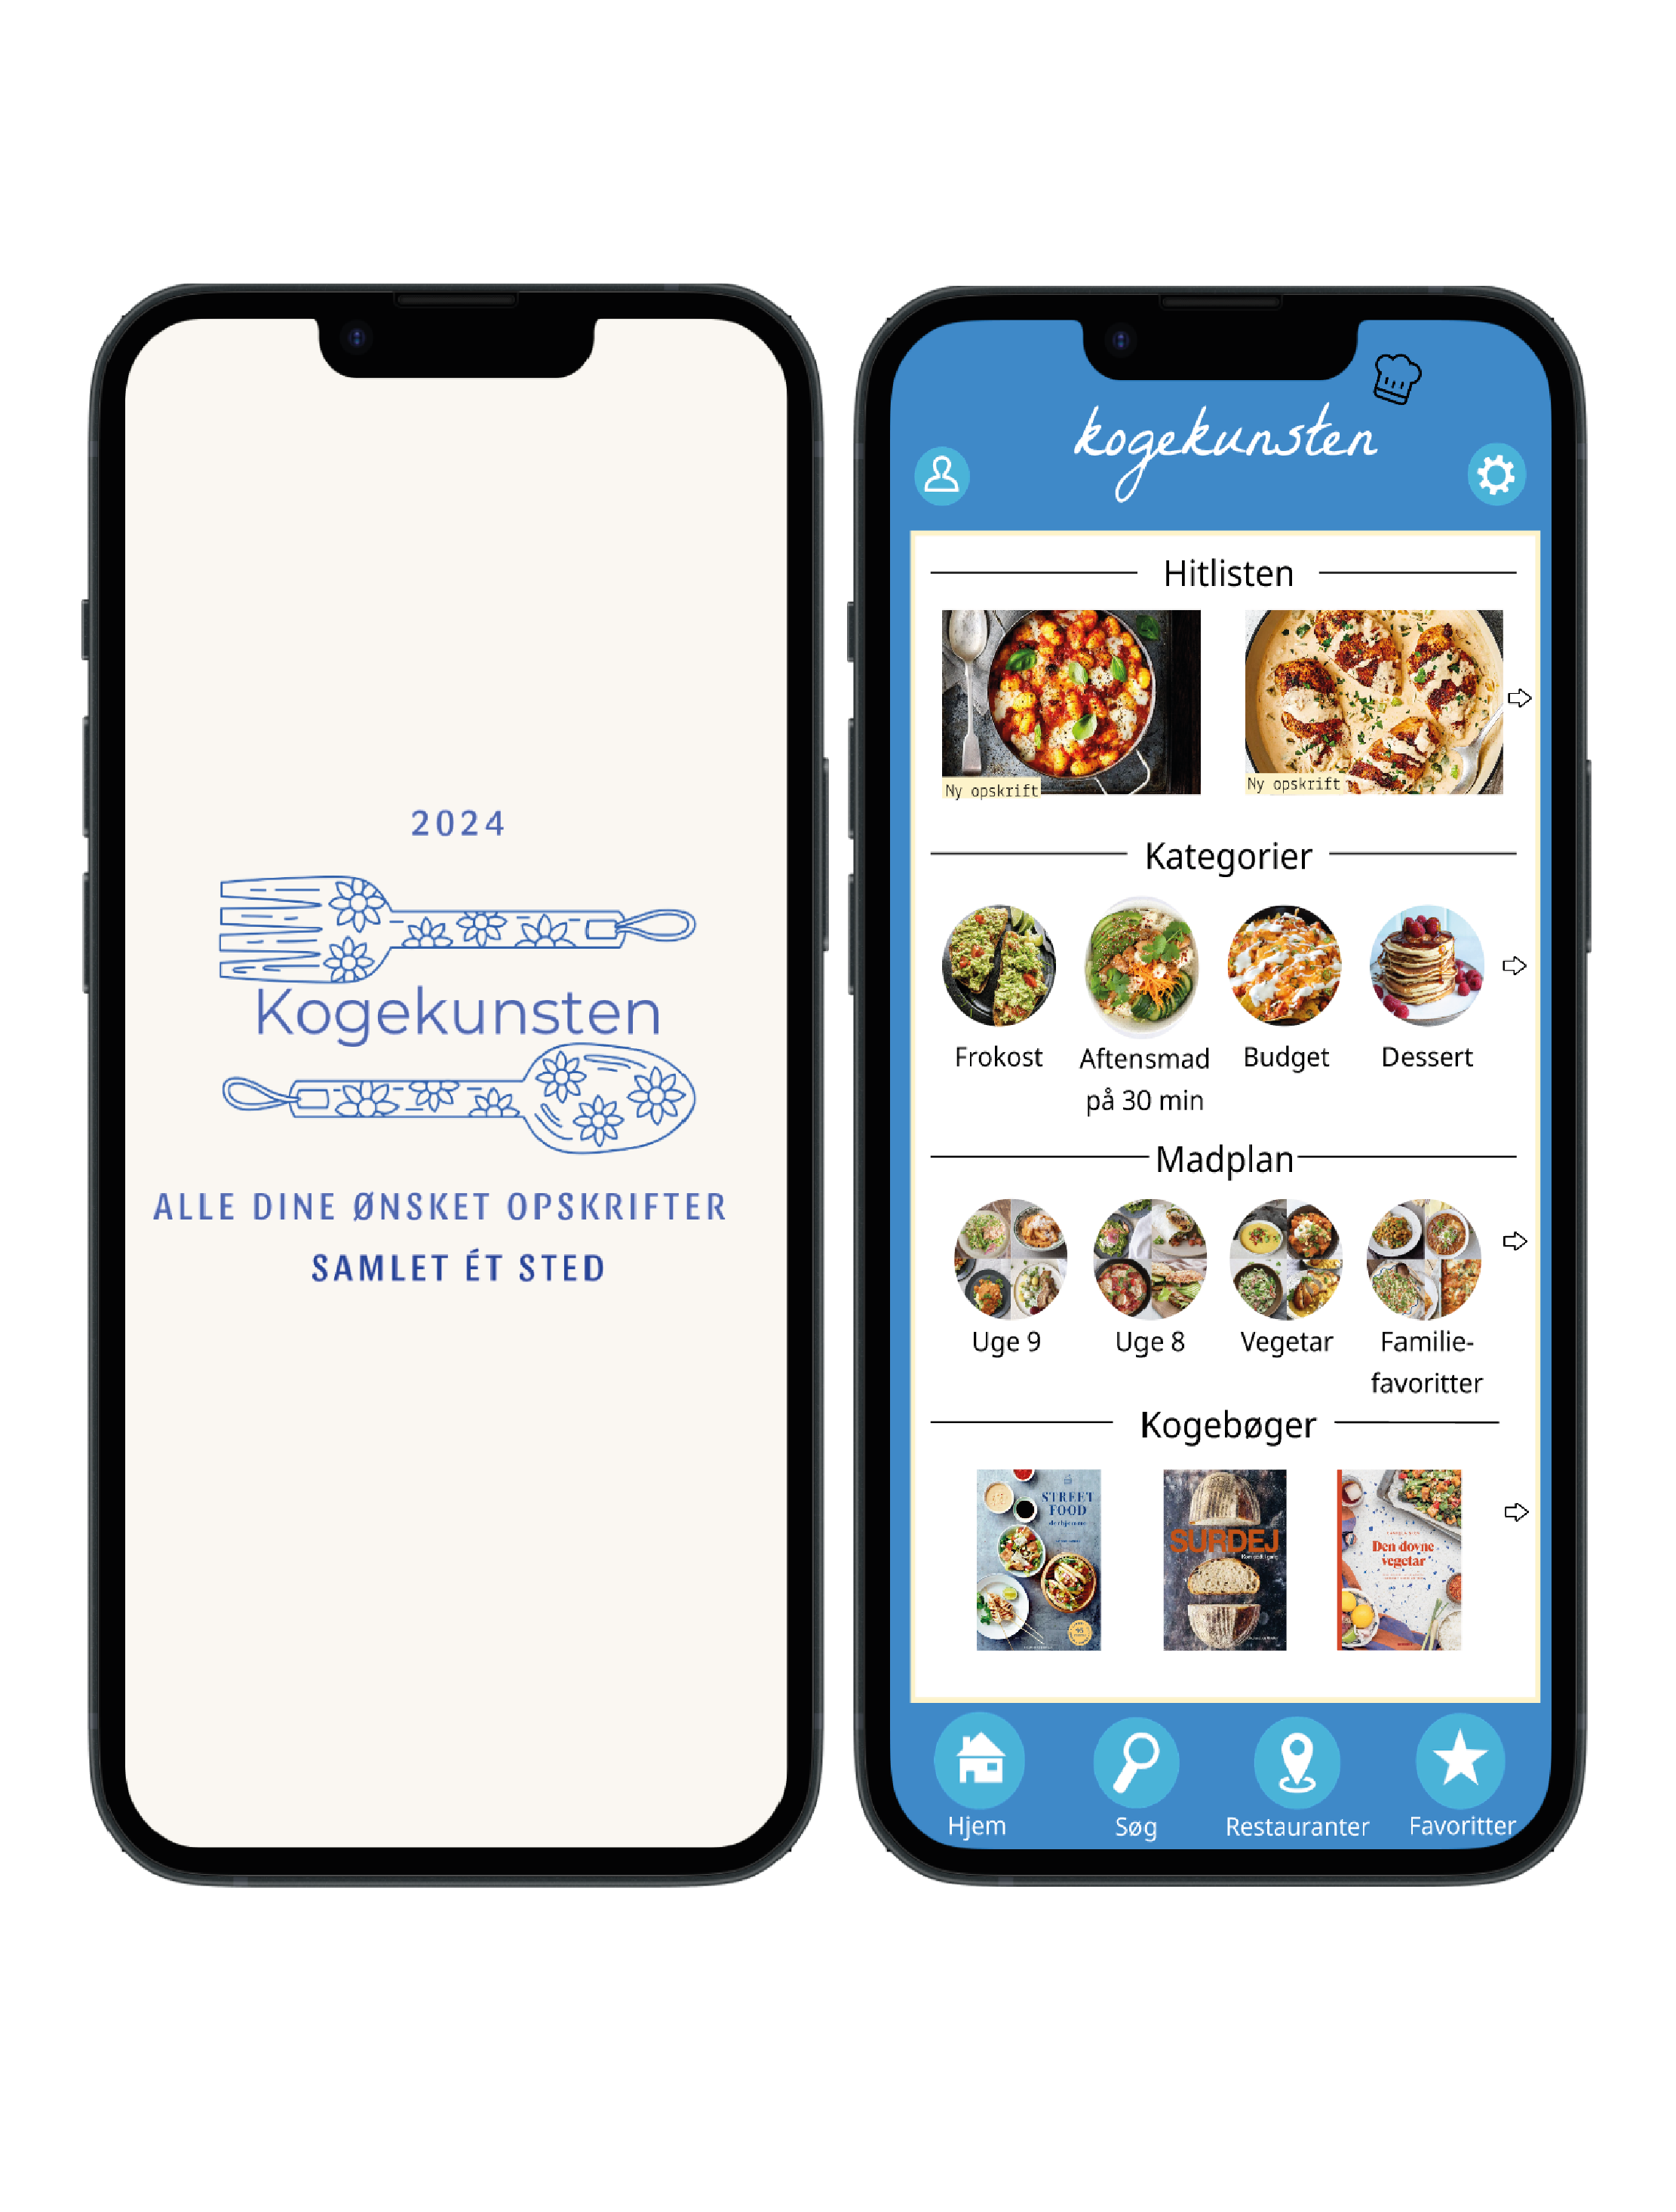 2024
Kogekunsten
ALLE DINE ØNSKET OPSKRIFTER
SAMLET ÉT STED
kogekunsten
Hitlisten
Ny opskrift
Ny opskrift
Kategorier
Frokost
Aftensmad
på 30 min
Budget
Dessert
Madplan
Uge 9
Uge 8
Vegetar
Familie-
favoritter
Kogebøger
STREET
FOOD
SURDEJ
Den dovne
vegetar
Hjem
Søg
Restauranter
Favoritter